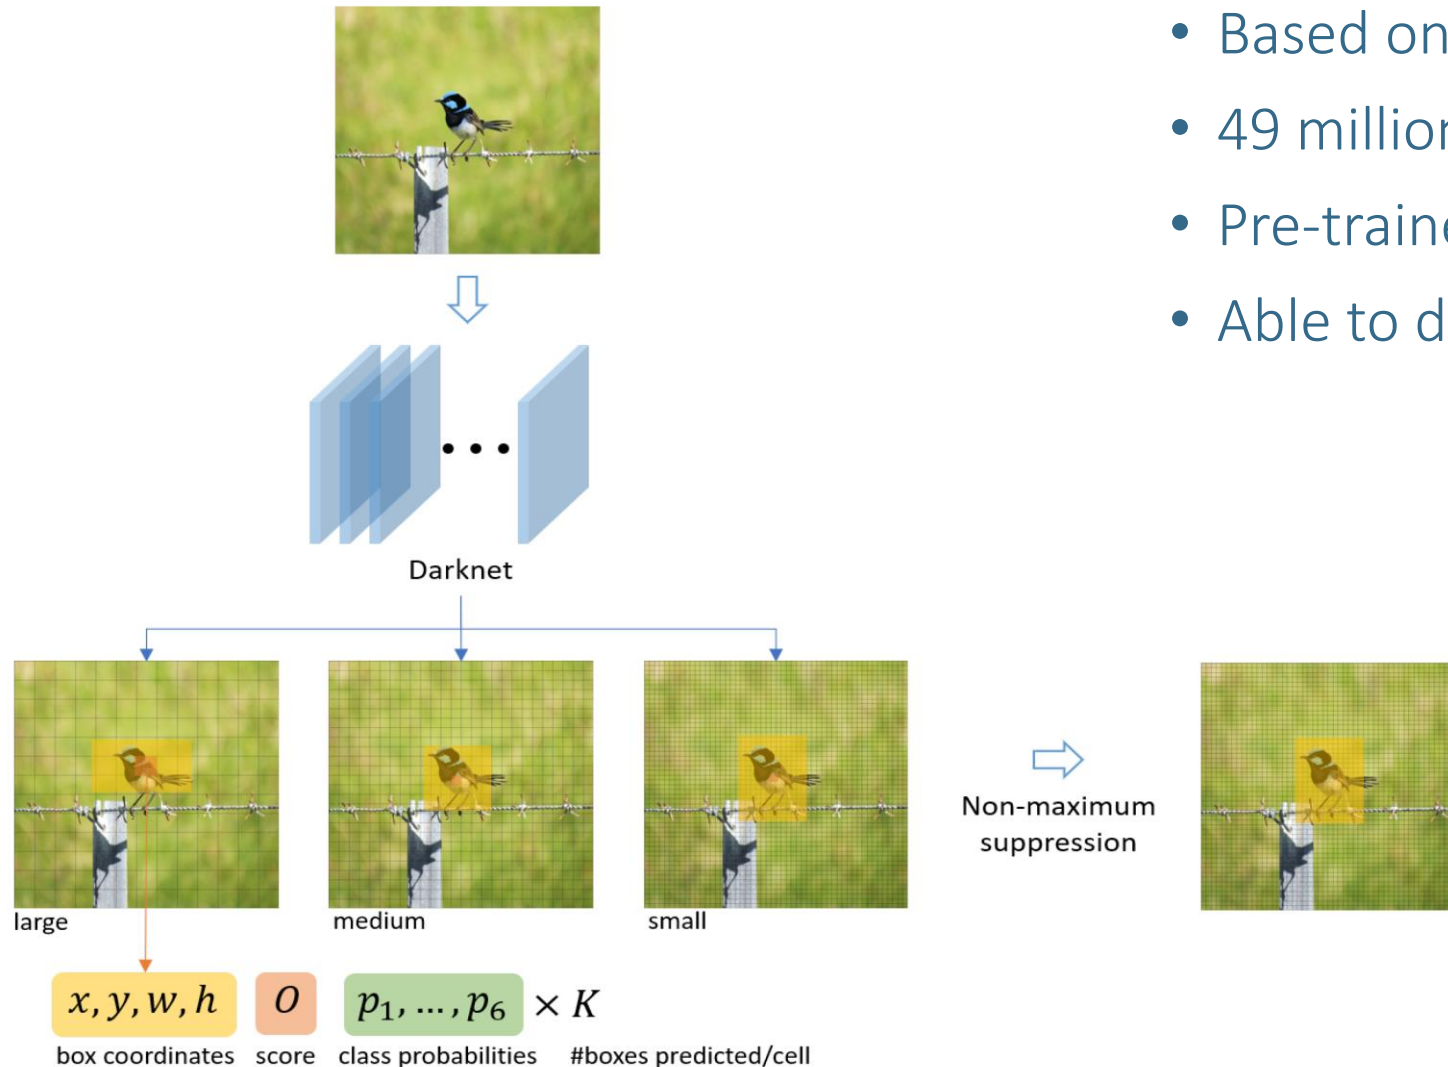 • Based on
• 49 million
• Pre-traine
• Able to d
Darknet
large
medium
small
Non-maximum
suppression
x, y, w, h O p₁, …, p₆ × K
box coordinates score class probabilities #boxes predicted/cell